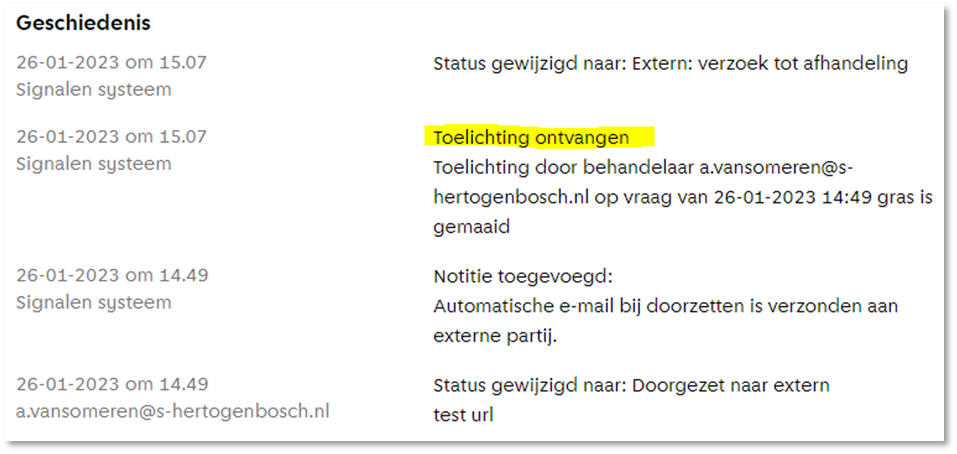 Geschiedenis
26-01-2023 om 15.07
Signalen systeem
Status gewijzigd naar: Extern: verzoek tot afhandeling
26-01-2023 om 15.07
Signalen systeem
Toelichting ontvangen
Toelichting door behandelaar a.vansomeren@s-
hertogenbosch.nl op vraag van 26-01-2023 14:49 gras is
gemaaid
26-01-2023 om 14.49
Signalen systeem
Notitie toegevoegd:
Automatische e-mail bij doorzetten is verzonden aan
externe partij.
26-01-2023 om 14.49
a.vansomeren@s-hertogenbosch.nl
Status gewijzigd naar: Doorgezet naar extern
test url